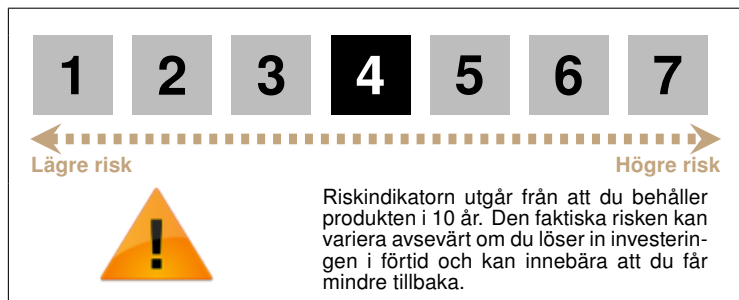 1 2 3 4 5 6 7
Lägre risk Högre risk
!
Riskindikatorn utgår från att du behåller
produkten i 10 år. Den faktiska risken kan
variera avsevärt om du löser in investerin-
gen i förtid och kan innebära att du får
mindre tillbaka.